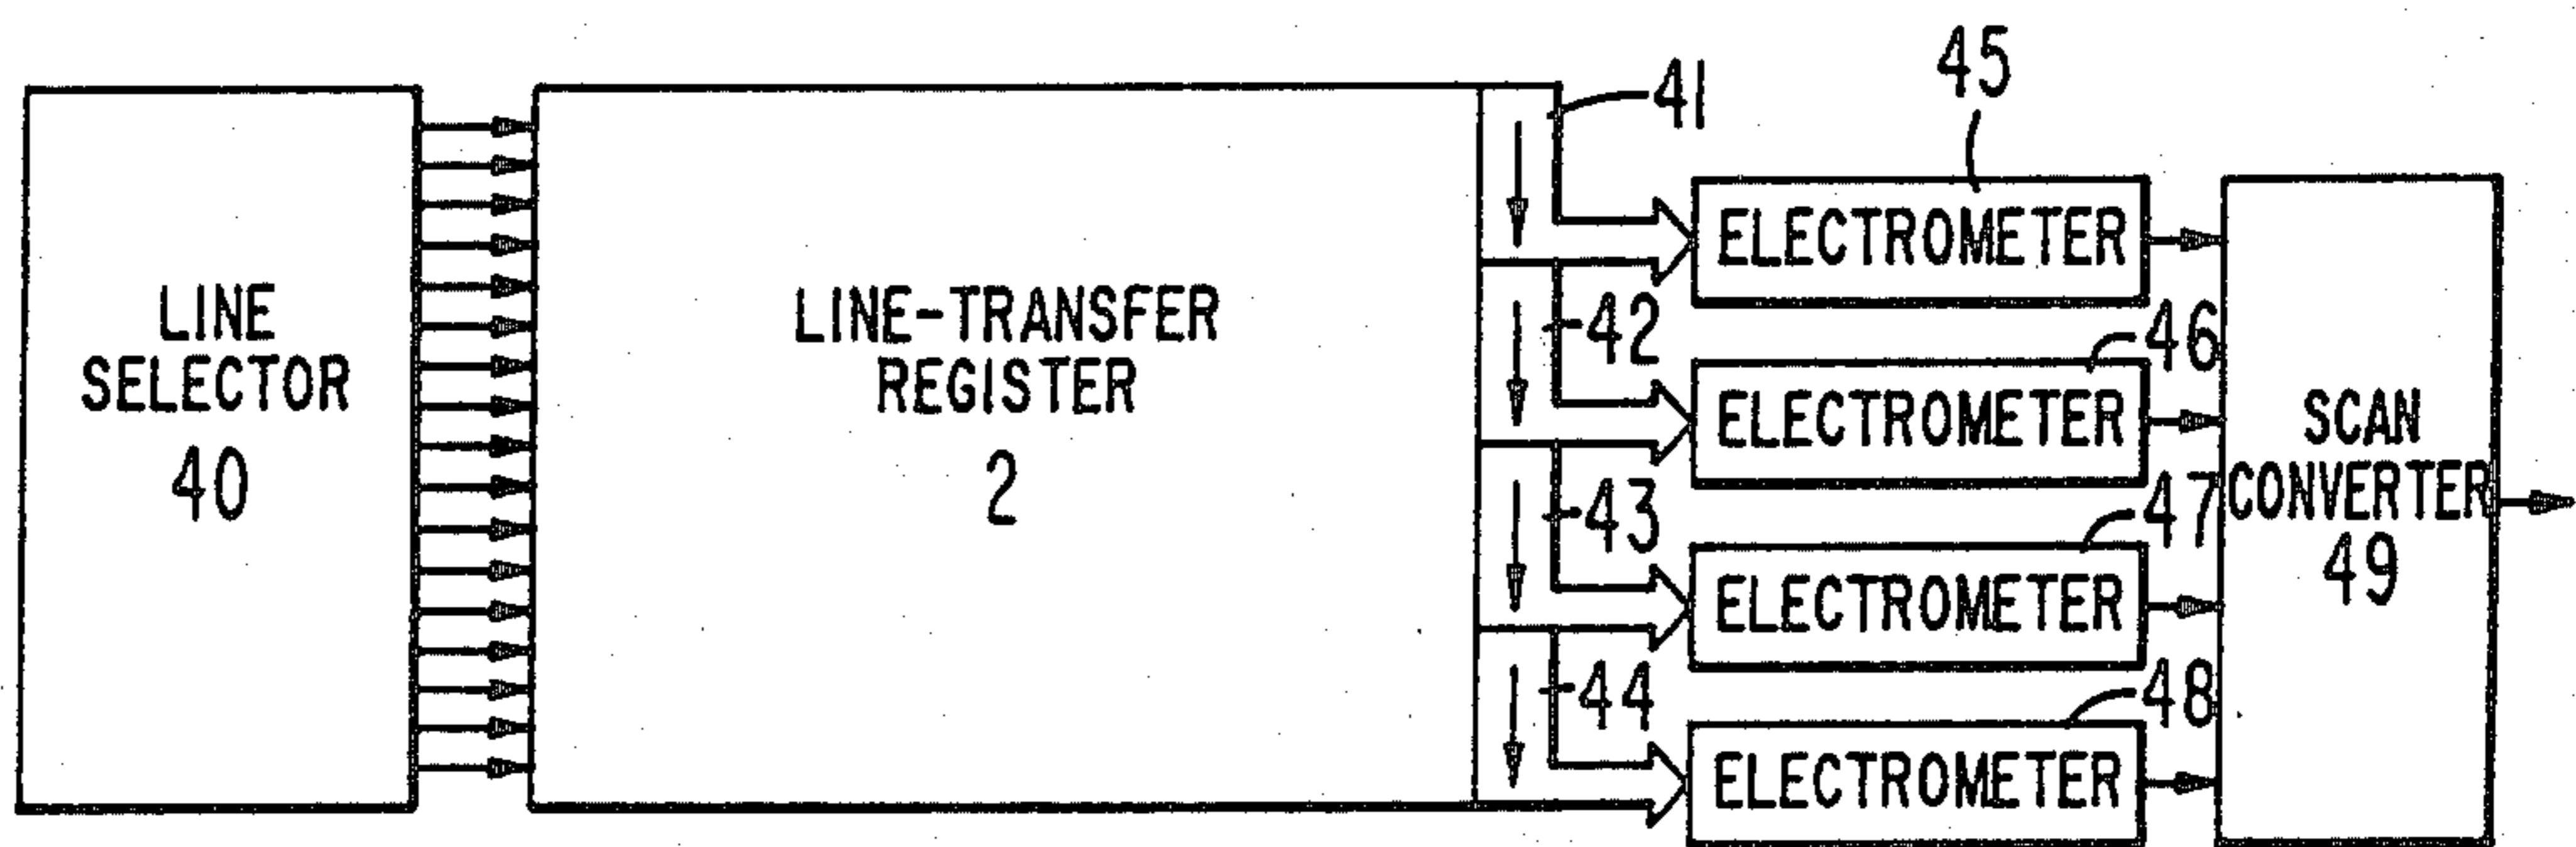 LINE
SELECTOR
40
LINE-TRANSFER
REGISTER
2
41
42
43
44
45
ELECTROMETER
46
ELECTROMETER
47
ELECTROMETER
48
ELECTROMETER
SCAN
CONVERTER
49